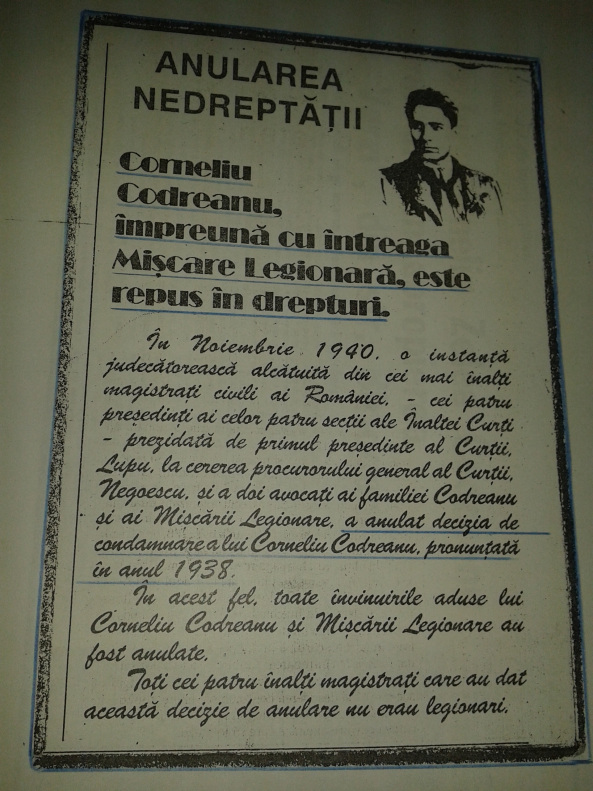 ANULAREA
NEDREPTĂȚII
Corneliu
Codreanu,
împreună cu întreaga
Mișcare Legionară, este
repus în drepturi.
În Noiembrie 1940, o instanță
judecătorească alcătuită din cei mai înalți
magistrați civili ai României, - cei patru
președinți ai celor patru secții ale Înaltei Curți
- prezidată de primul președinte al Curții,
Lupu, la cererea procurorului general al Curții,
Negoescu, și a doi avocați ai familiei Codreanu
și ai Mișcării Legionare, a anulat decizia de
condamnare a lui Corneliu Codreanu, pronunțată
în anul 1938.
În acest fel, toate învinuirile aduse lui
Corneliu Codreanu și Mișcării Legionare au
fost anulate.
Toți cei patru înalți magistrați care au dat
această decizie de anulare nu erau legionari.